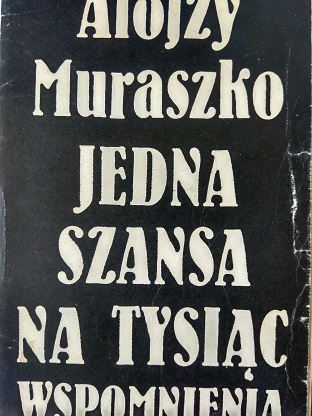 Alojzy
Muraszko
JEDNA
SZANSA
NA TYSIĄC
WSPOMNIENIA